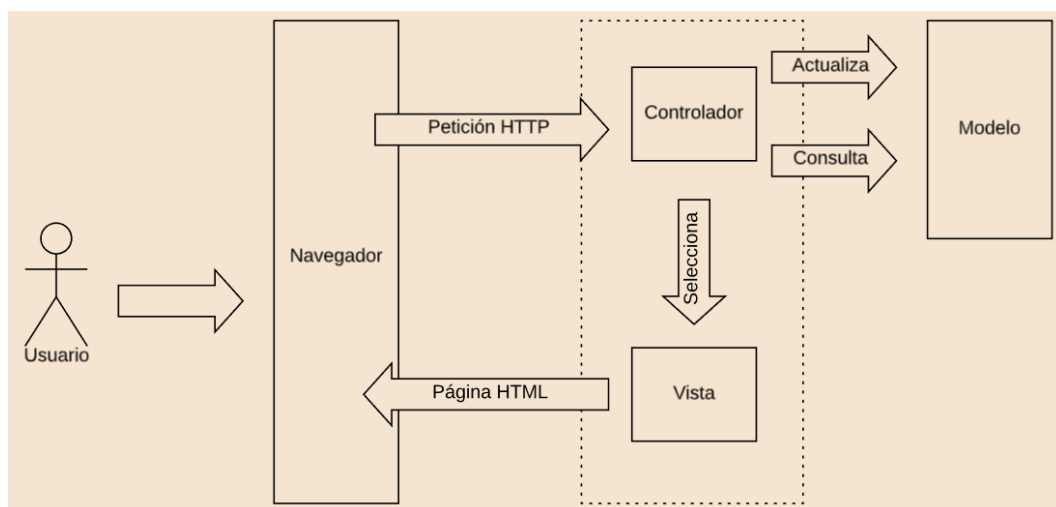 Actualiza
Controlador
Petición HTTP
Modelo
Consulta
Selecciona
Navegador
Usuario
Página HTML
Vista